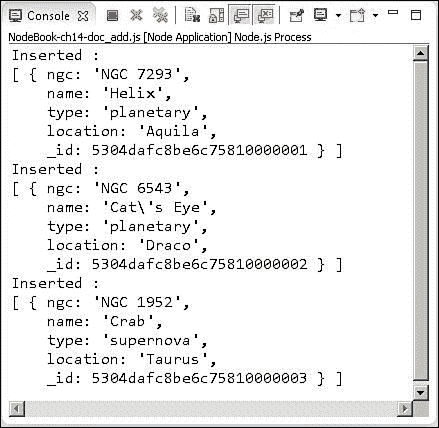 Console
NodeBook-ch14-doc_add.js [Node Application] Node.js Process
Inserted :
[ { ngc: 'NGC 7293',
name: 'Helix',
type: 'planetary',
location: 'Aquila',
_id: 5304dafc8be6c75810000001 } ]
Inserted :
[ { ngc: 'NGC 6543',
name: 'Cat\'s Eye',
type: 'planetary',
location: 'Draco',
_id: 5304dafc8be6c75810000002 } ]
Inserted :
[ { ngc: 'NGC 1952',
name: 'Crab',
type: 'supernova',
location: 'Taurus',
_id: 5304dafc8be6c75810000003 } ]